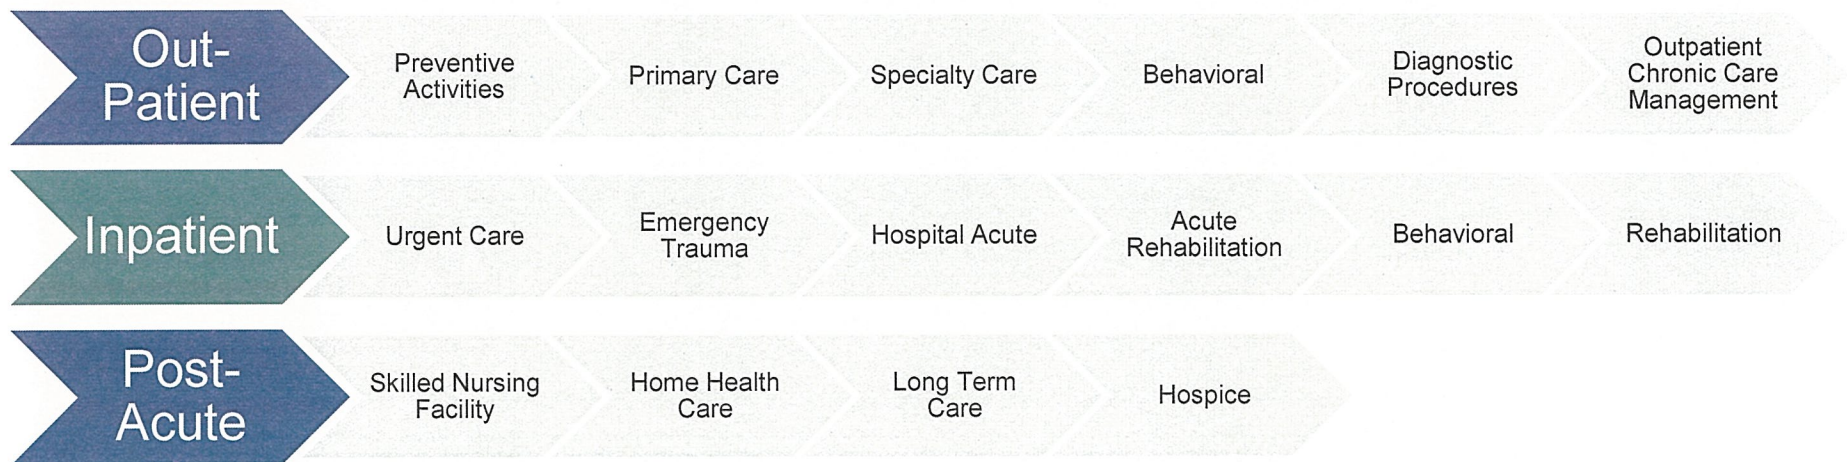 Out-
Patient
Preventive
Activities
Primary Care
Specialty Care
Behavioral
Diagnostic
Procedures
Outpatient
Chronic Care
Management
Inpatient
Urgent Care
Emergency
Trauma
Hospital Acute
Acute
Rehabilitation
Behavioral
Rehabilitation
Post-
Acute
Skilled Nursing
Facility
Home Health
Care
Long Term
Care
Hospice